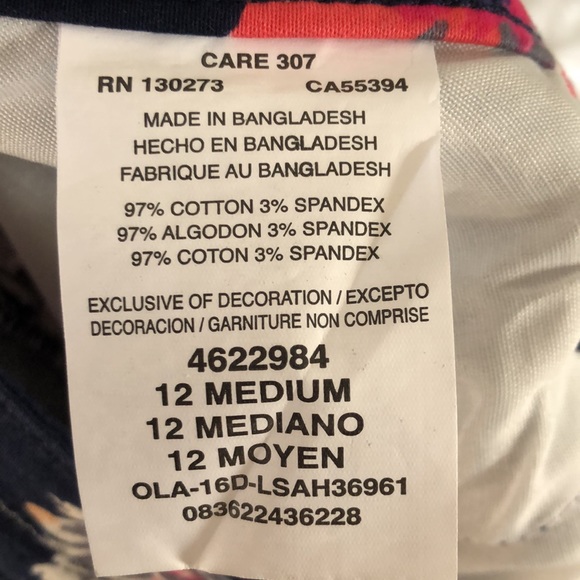 CARE 307
RN 130273 CA55394
MADE IN BANGLADESH
HECHO EN BANGLADESH
FABRIQUE AU BANGLADESH
97% COTTON 3% SPANDEX
97% ALGODON 3% SPANDEX
97% COTON 3% SPANDEX
EXCLUSIVE OF DECORATION / EXCEPTO
DECORACION / GARNITURE NON COMPRISE
4622984
12 MEDIUM
12 MEDIANO
12 MOYEN
OLA-16D-LSAH36961
083622436228